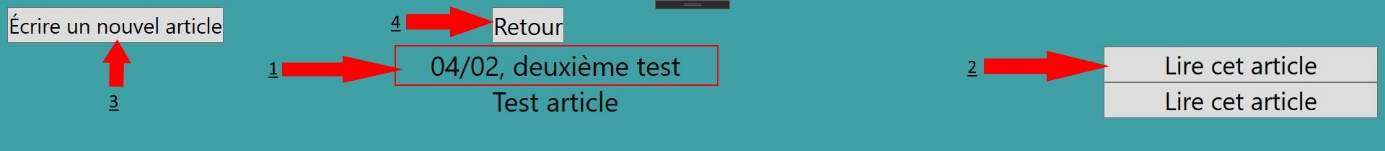 Écrire un nouvel article
4
Retour
1
04/02, deuxième test
2
Lire cet article
3
Test article
Lire cet article